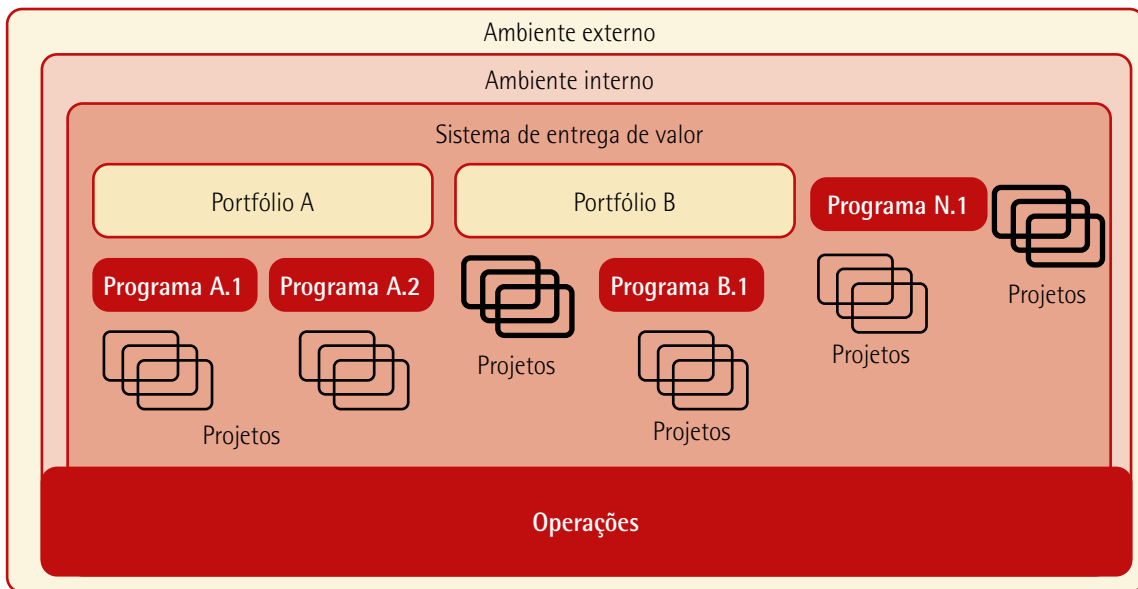 Ambiente externo
Ambiente interno
Sistema de entrega de valor
Portfólio A
Portfólio B
Programa N.1
Programa A.1
Programa A.2
Programa B.1
Projetos
Projetos
Projetos
Projetos
Projetos
Operações